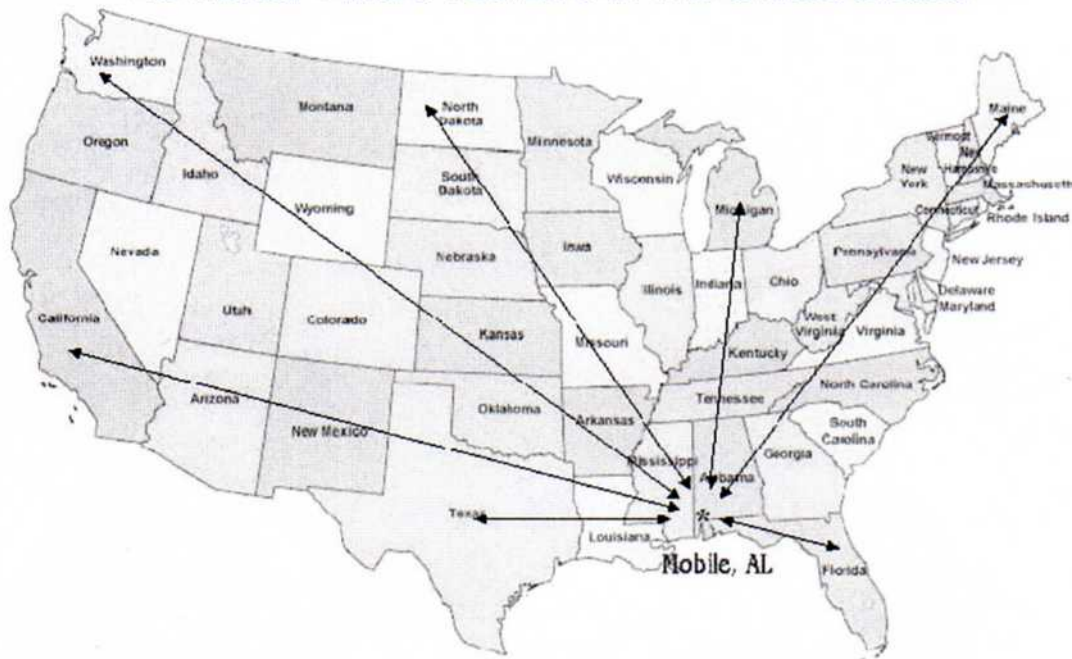 Washington
Montana
North
Dakota
Minnesota
Maine
Vermont
New
Hampshire
Oregon
Idaho
South
Dakota
Wisconsin
New
York
Massachusett
Michigan
Connecticut
Rhode Island
Wyoming
Nevada
Nebraska
Iowa
Pennsylvania
New Jersey
Utah
Colorado
Illinois
Indiana
Ohio
Delaware
Maryland
West
Virginia
Virginia
California
Kansas
Missouri
Kentucky
Arizona
New Mexico
Oklahoma
Arkansas
Tennessee
North Carolina
South
Carolina
Mississippi
Alabama
Georgia
Texas
*
Louisiana
Mobile, AL
Florida